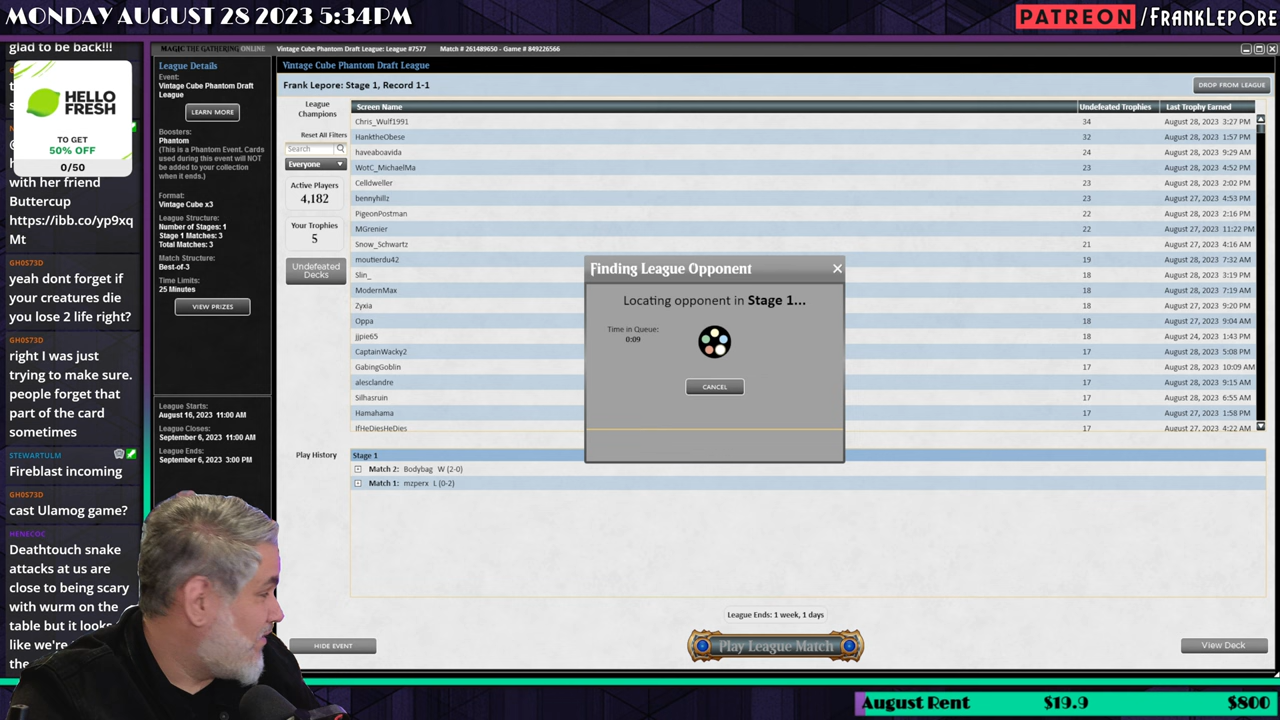 MONDAY AUGUST 28 2023 5:34PM
PATREON/FRANKLEPORE
glad to be back!!!
HELLO
FRESH
TO GET
50% OFF
0/50
with her friend
Buttercup
https://ibb.co/yp9xq
Mt
GH0S73D
yeah dont forget if
your creatures die
you lose 2 life right?
GH0S73D
right I was just
trying to make sure.
people forget that
part of the card
sometimes
STEWARTULM
Fireblast incoming
GH0S73D
cast Ulamog game?
HENECOC
Deathtouch snake
attacks at us are
close to being scary
with wurm on the
table but it looks
like we're
the
MAGIC THE GATHERING ONLINE Vintage Cube Phantom Draft League: League #7577 Match # 261489650 - Game # 849226566
League Details
Event:
Vintage Cube Phantom Draft
League
LEARN MORE
Boosters:
Phantom
(This is a Phantom Event. Cards
used during this event will NOT
be added to your collection
when it ends.)
Format:
Vintage Cube x3
League Structure:
Number of Stages: 1
Stage 1 Matches: 3
Total Matches: 3
Match Structure:
Best-of-3
Time Limits:
25 Minutes
VIEW PRIZES
League Starts:
August 16, 2023 11:00 AM
League Closes:
September 6, 2023 11:00 AM
League Ends:
September 6, 2023 3:00 PM
Vintage Cube Phantom Draft League
Frank Lepore: Stage 1, Record 1-1
DROP FROM LEAGUE
League
Champions
Reset All Filters
Search
Everyone
Active Players
4,182
Your Trophies
5
Undefeated
Decks
Screen Name Undefeated Trophies Last Trophy Earned
Chris_Wulf1991 34 August 28, 2023 3:27 PM
HanktheObese 32 August 28, 2023 1:57 PM
haveaboavida 24 August 28, 2023 9:29 AM
WotC_MichaelMa 23 August 28, 2023 4:52 PM
Celldweller 23 August 28, 2023 2:02 PM
bennyhillz 23 August 27, 2023 4:53 PM
PigeonPostman 22 August 28, 2023 2:16 PM
MGrenier 22 August 27, 2023 11:22 PM
Snow_Schwartz 21 August 27, 2023 4:16 AM
moutierdu42 19 August 28, 2023 7:32 AM
Slin_ 18 August 28, 2023 3:19 PM
ModernMax 18 August 28, 2023 7:19 AM
Zyxia 18 August 27, 2023 9:20 PM
Oppa 18 August 27, 2023 9:04 AM
jjpie65 18 August 24, 2023 1:43 PM
CaptainWacky2 17 August 28, 2023 5:08 PM
GabingGoblin 17 August 28, 2023 10:09 AM
alesclandre 17 August 28, 2023 9:15 AM
Silhasruin 17 August 28, 2023 6:55 AM
Hamahama 17 August 27, 2023 1:58 PM
IfHeDiesHeDies 17 August 27, 2023 4:22 AM
Finding League Opponent
Locating opponent in Stage 1...
Time in Queue:
0:09
CANCEL
Play History
Stage 1
Match 2: Bodybag W (2-0)
Match 1: mzperx L (0-2)
League Ends: 1 week, 1 days
HIDE EVENT
Play League Match
View Deck
August Rent $19.9 $800